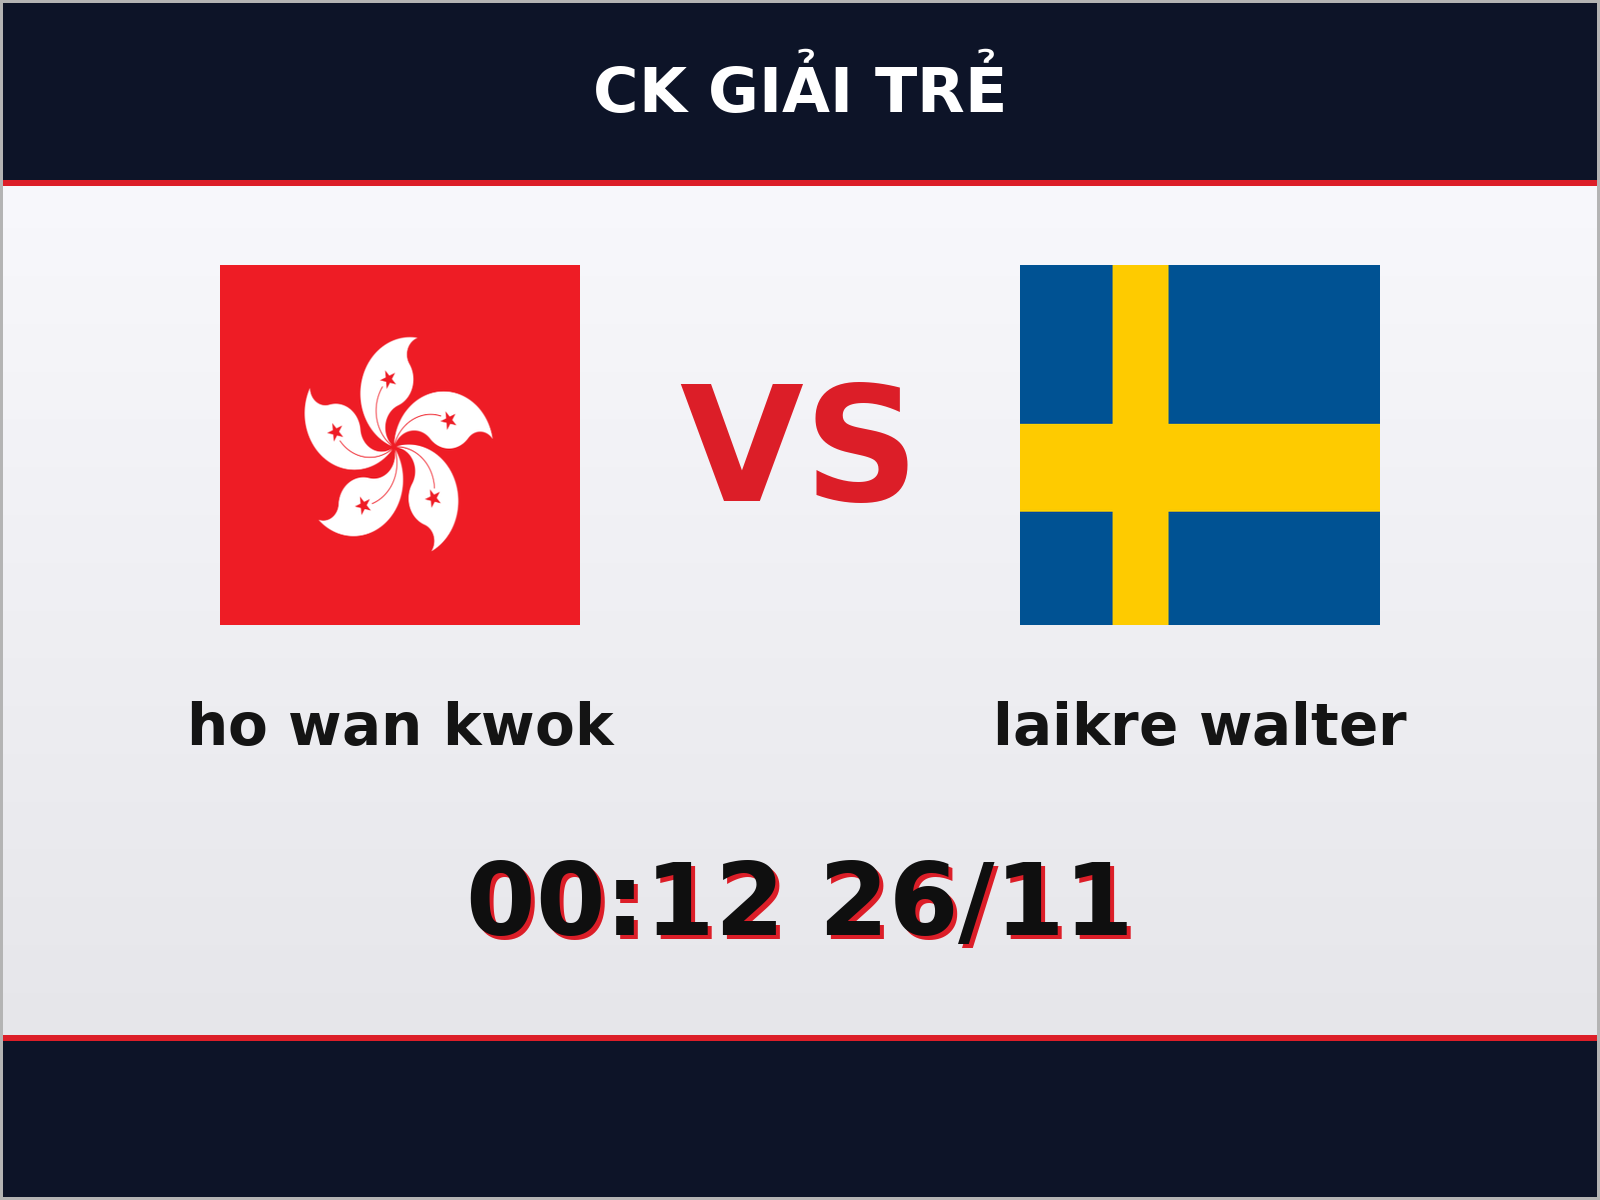 CK GIẢI TRẺ
VS
ho wan kwok
laikre walter
00:12 26/11